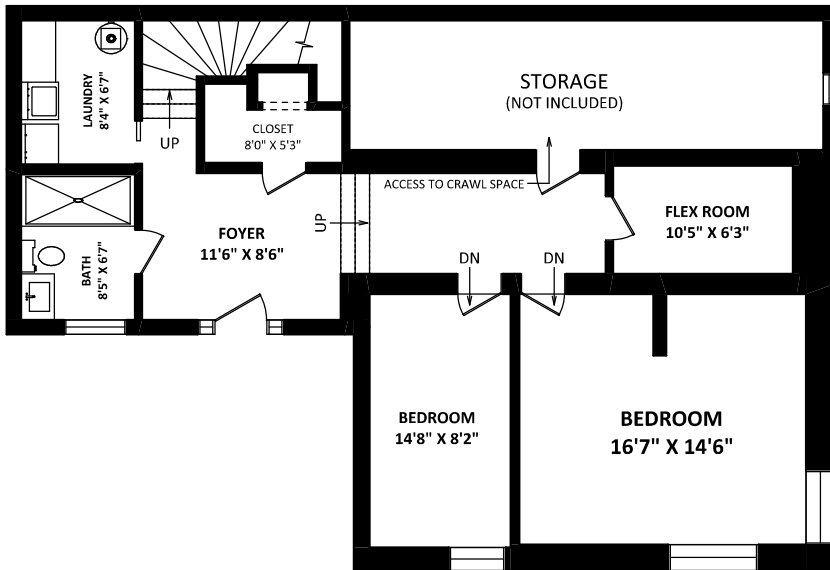 LAUNDRY
8'4" X 6'7"
UP
CLOSET
8'0" X 5'3"
STORAGE
(NOT INCLUDED)
ACCESS TO CRAWL SPACE
FLEX ROOM
10'5" X 6'3"
FOYER
11'6" X 8'6"
UP
BATH
8'5" X 6'7"
DN
DN
BEDROOM
14'8" X 8'2"
BEDROOM
16'7" X 14'6"